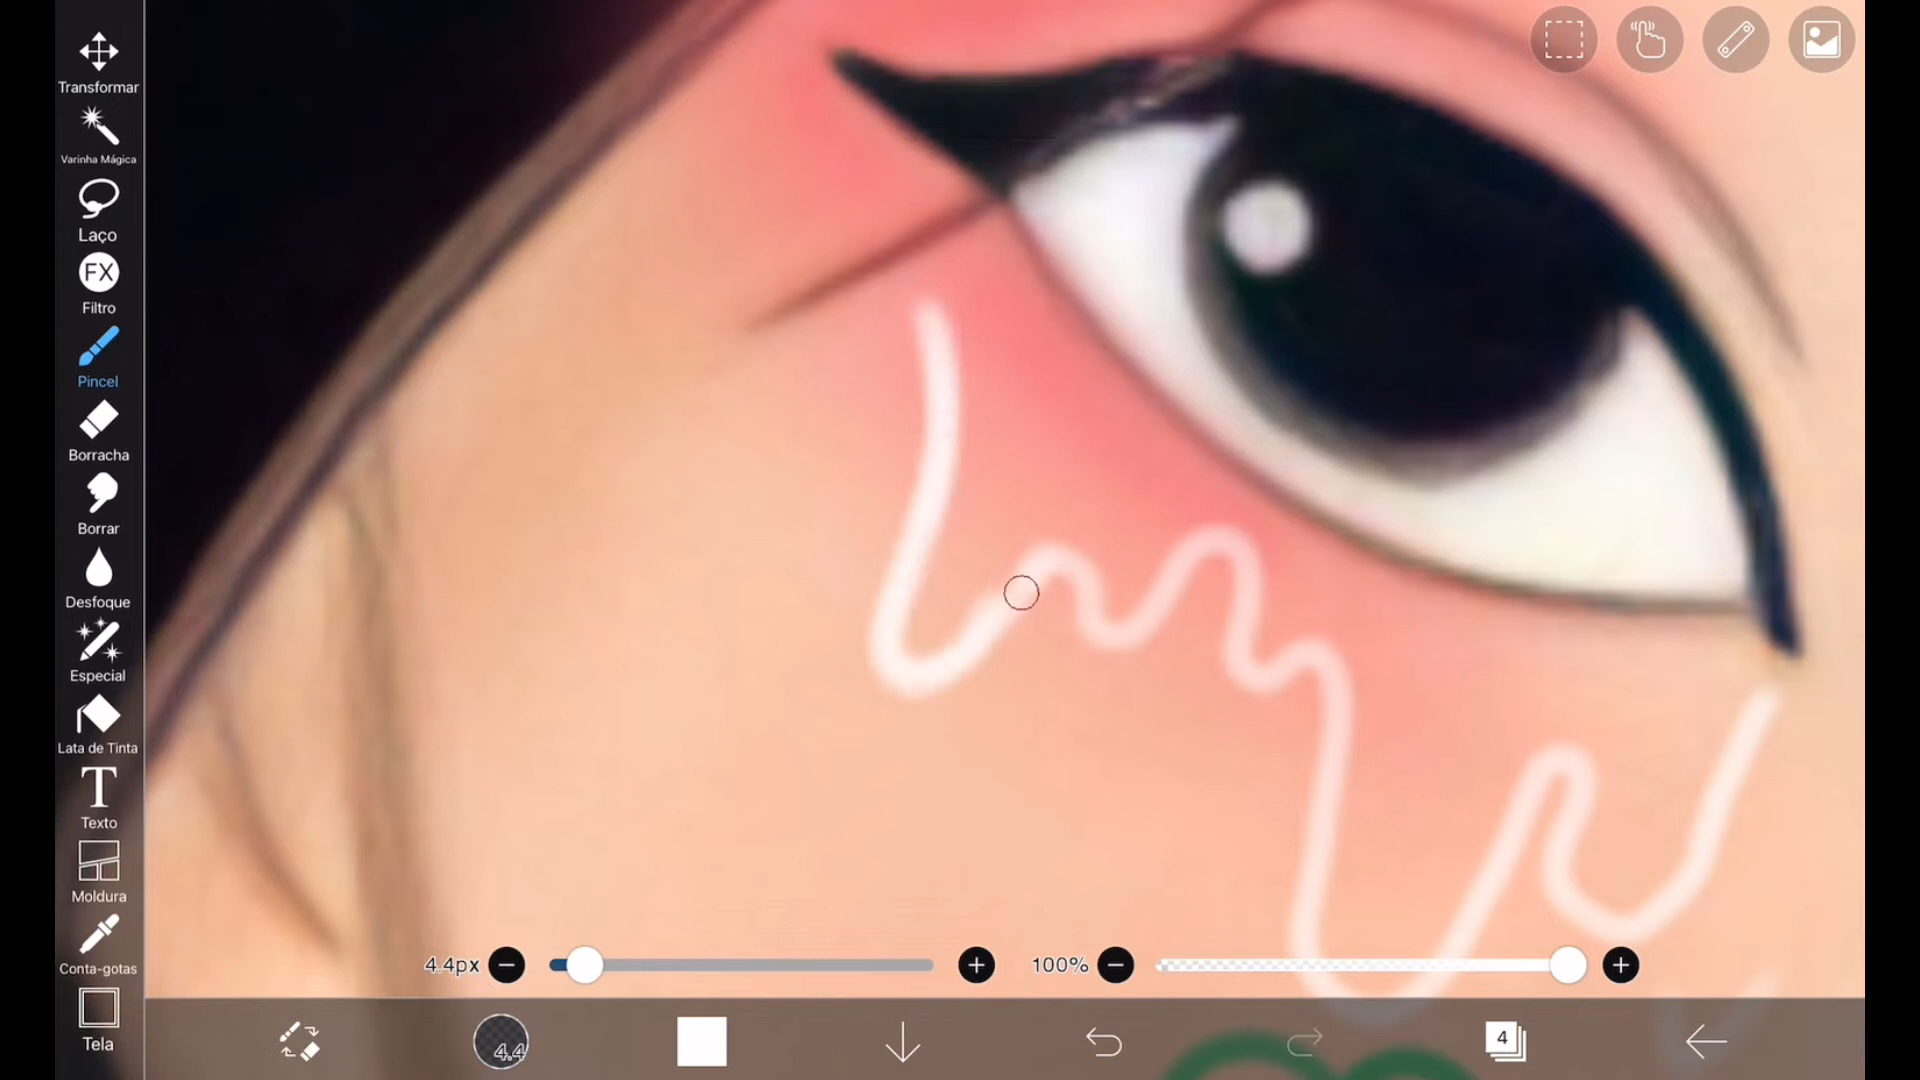 Transformar
Varinha Mágica
Laço
FX
Filtro
Pincel
Borracha
Borrar
Desfoque
Especial
Lata de Tinta
T
Texto
Moldura
Conta-gotas
Tela
4.4px
100%
4.4
4